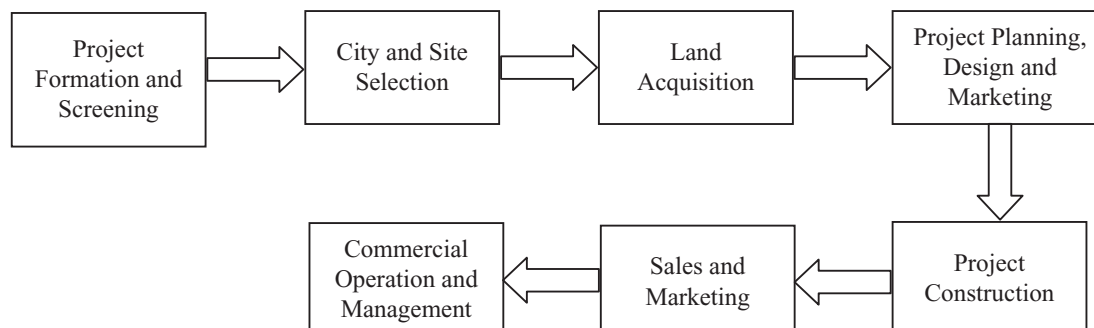 Project
Formation and
Screening
City and Site
Selection
Land
Acquisition
Project Planning,
Design and
Marketing
Project
Construction
Sales and
Marketing
Commercial
Operation and
Management